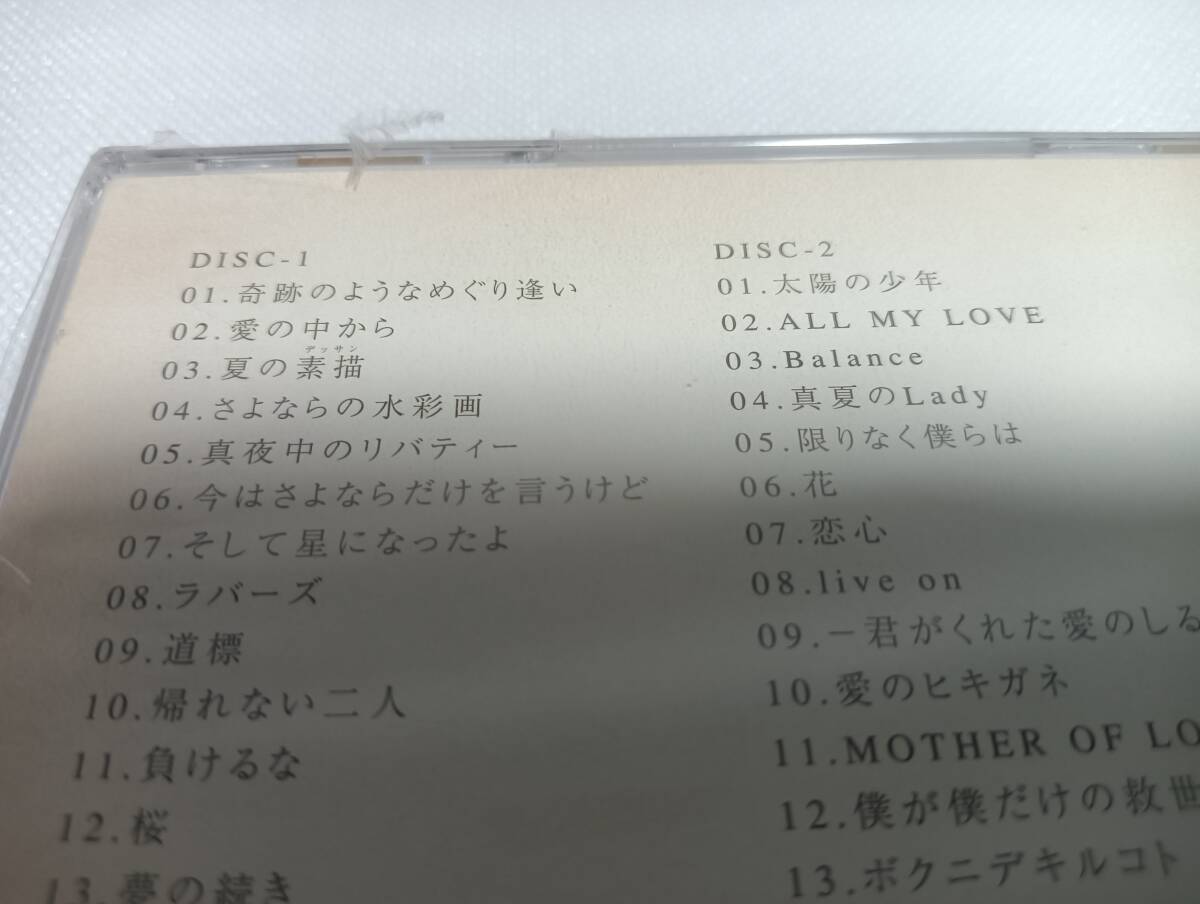 DISC-1
01.奇跡のようなめぐり逢い
02.愛の中から
デッサン
03.夏の素描
04.さよならの水彩画
05.真夜中のリバティー
06.今はさよならだけを言うけど
07.そして星になったよ
08.ラバーズ
09.道標
10.帰れない二人
11.負けるな
12.桜
13.夢の続き
DISC-2
01.太陽の少年
02.ALL MY LOVE
03.Balance
04.真夏のLady
05.限りなく僕らは
06.花
07.恋心
08.live on
09.－君がくれた愛のしる
10.愛のヒキガネ
11.MOTHER OF LO
12.僕が僕だけの救世
13.ボクニデキルコト